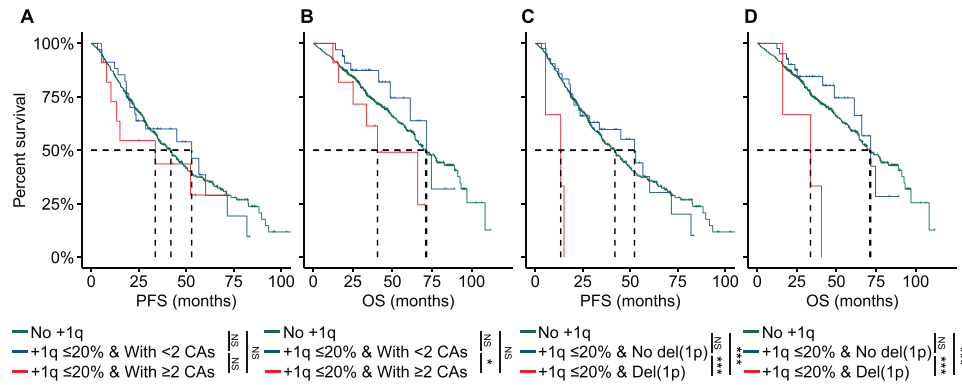 A B C D
100%
75%
50%
25%
0%
Percent survival
0 25 50 75 100
PFS (months)
0 25 50 75 100
OS (months)
0 25 50 75 100
PFS (months)
0 25 50 75 100
OS (months)
No +1q
+1q ≤20% & With <2 CAs
+1q ≤20% & With ≥2 CAs
NS
NS
NS
No +1q
+1q ≤20% & With <2 CAs
+1q ≤20% & With ≥2 CAs
NS
*
NS
No +1q
+1q ≤20% & No del(1p)
+1q ≤20% & Del(1p)
NS
***
***
No +1q
+1q ≤20% & No del(1p)
+1q ≤20% & Del(1p)
NS
***